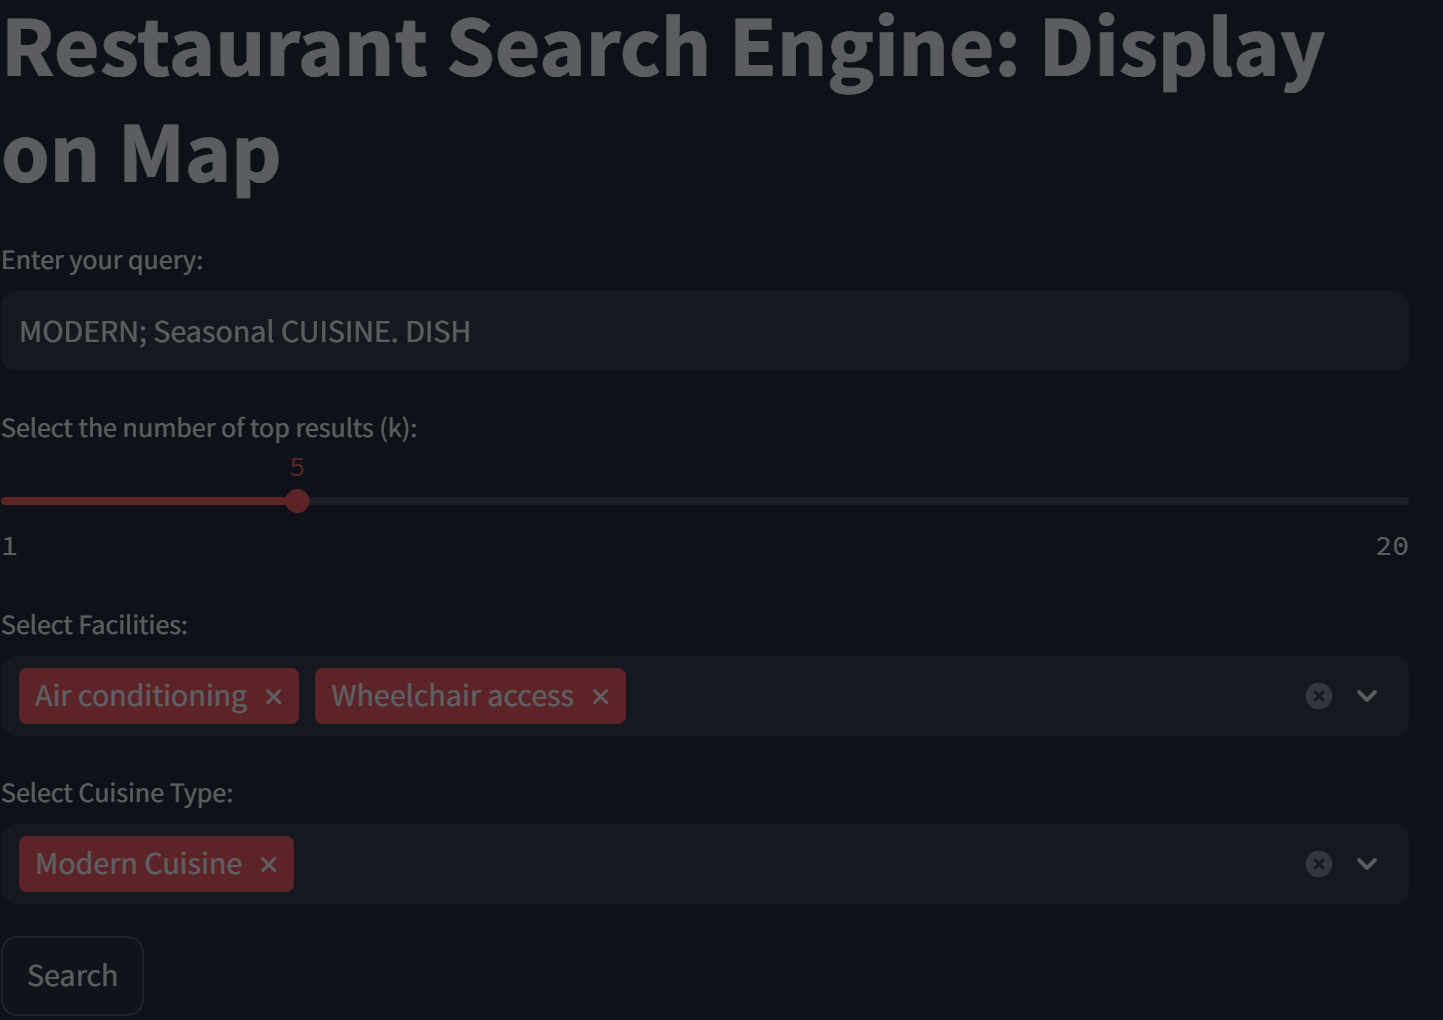 Restaurant Search Engine: Display
on Map
Enter your query:
MODERN; Seasonal CUISINE. DISH
Select the number of top results (k):
5
1 20
Select Facilities:
Air conditioning Wheelchair access
Select Cuisine Type:
Modern Cuisine
Search